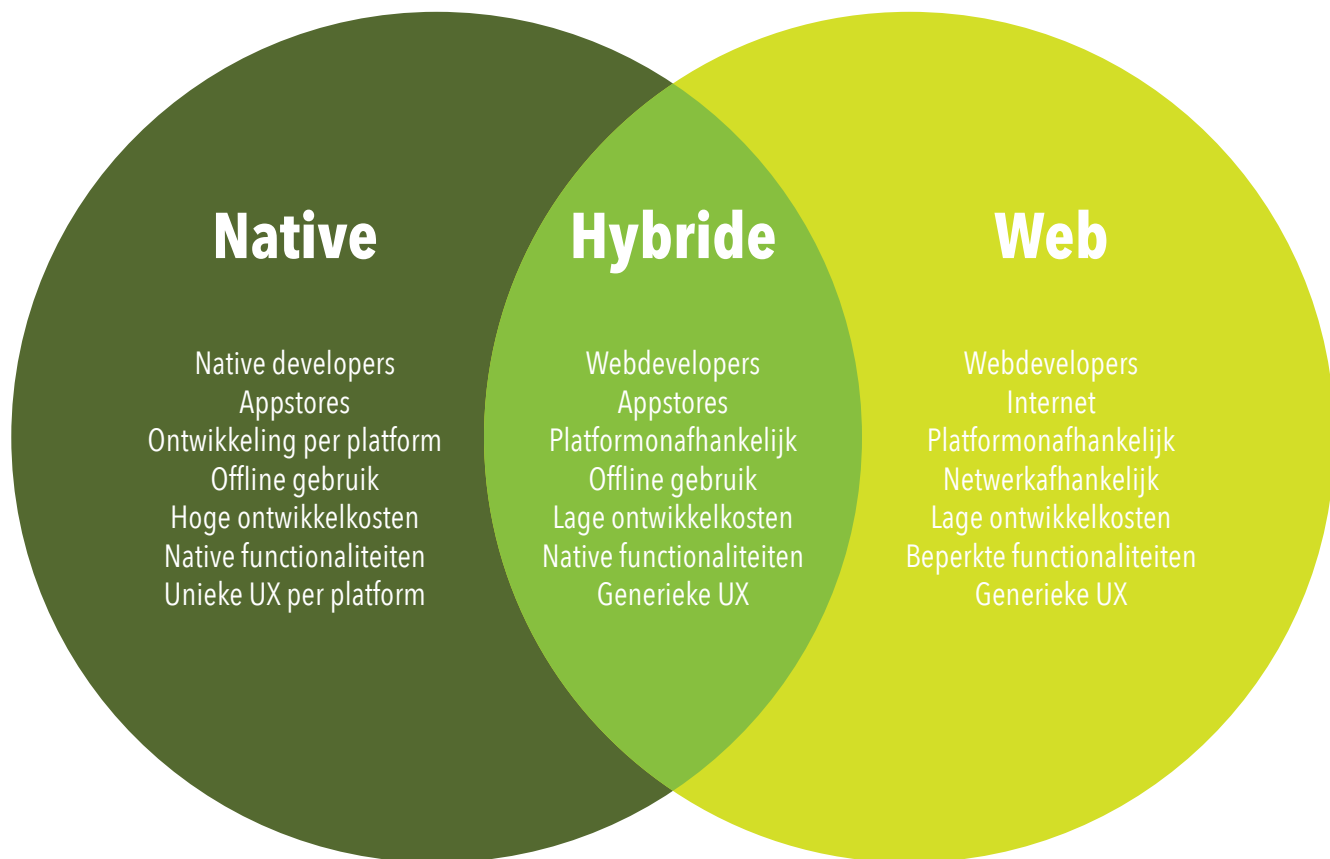 Native
Native developers
Appstores
Ontwikkeling per platform
Offline gebruik
Hoge ontwikkelkosten
Native functionaliteiten
Unieke UX per platform
Hybride
Webdevelopers
Appstores
Platformonafhankelijk
Offline gebruik
Lage ontwikkelkosten
Native functionaliteiten
Generieke UX
Web
Webdevelopers
Internet
Platformonafhankelijk
Netwerkafhankelijk
Lage ontwikkelkosten
Beperkte functionaliteiten
Generieke UX